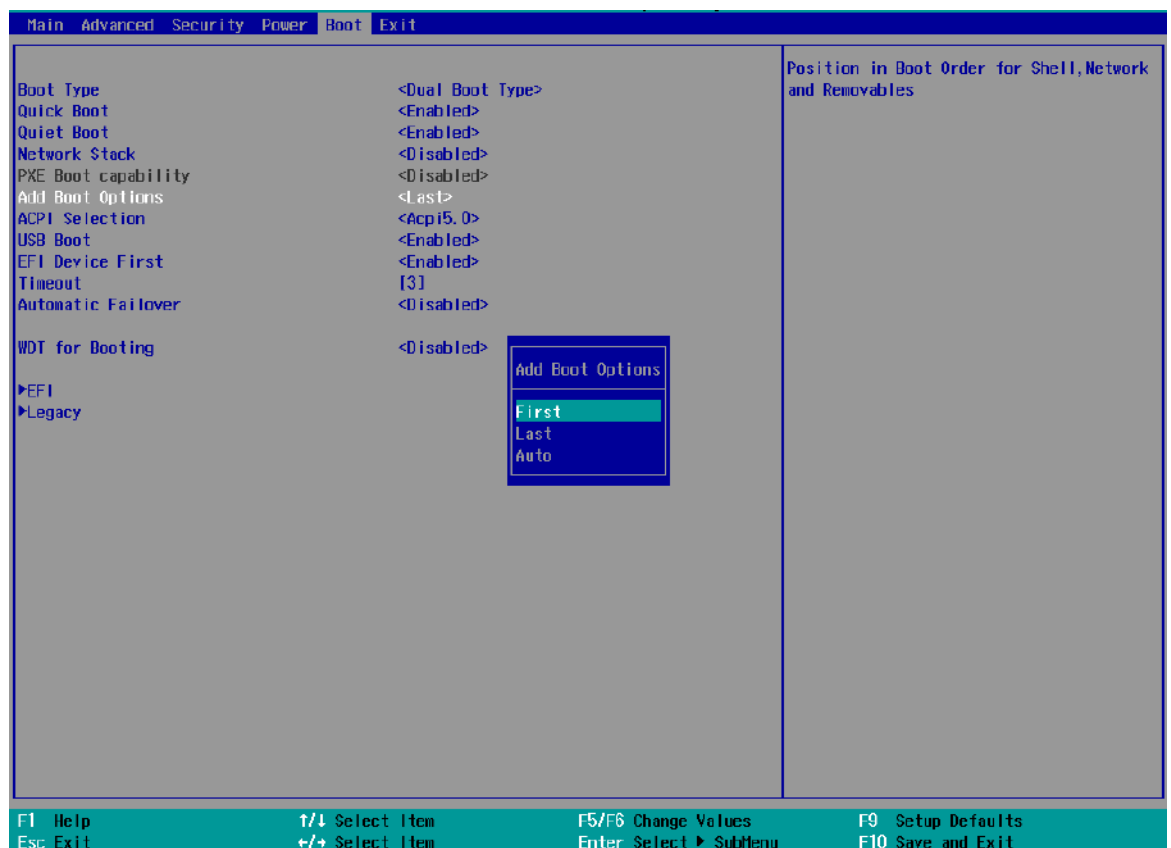 Main Advanced Security Power Boot Exit
Position in Boot Order for Shell,Network
and Removables
Boot Type <Dual Boot Type>
Quick Boot <Enabled>
Quiet Boot <Enabled>
Network Stack <Disabled>
PXE Boot capability <Disabled>
Add Boot Options <Last>
ACPI Selection <Acpi5.0>
USB Boot <Enabled>
EFI Device First <Enabled>
Timeout [3]
Automatic Failover <Disabled>
WDT for Booting <Disabled>
▶EFI
▶Legacy
Add Boot Options
First
Last
Auto
F1 Help ↑/↓ Select Item F5/F6 Change Values F9 Setup Defaults
Esc Exit ←/→ Select Item Enter Select ▶ SubMenu F10 Save and Exit